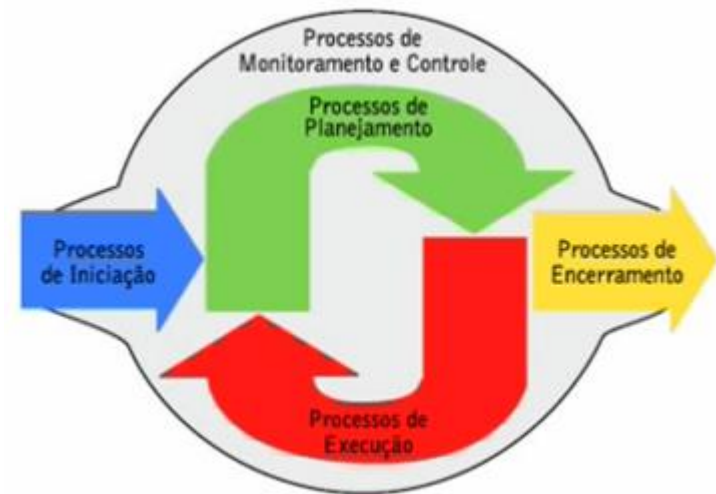 Processos de
Monitoramento e Controle
Processos de
Planejamento
Processos
de Iniciação
Processos de
Encerramento
Processos de
Execução